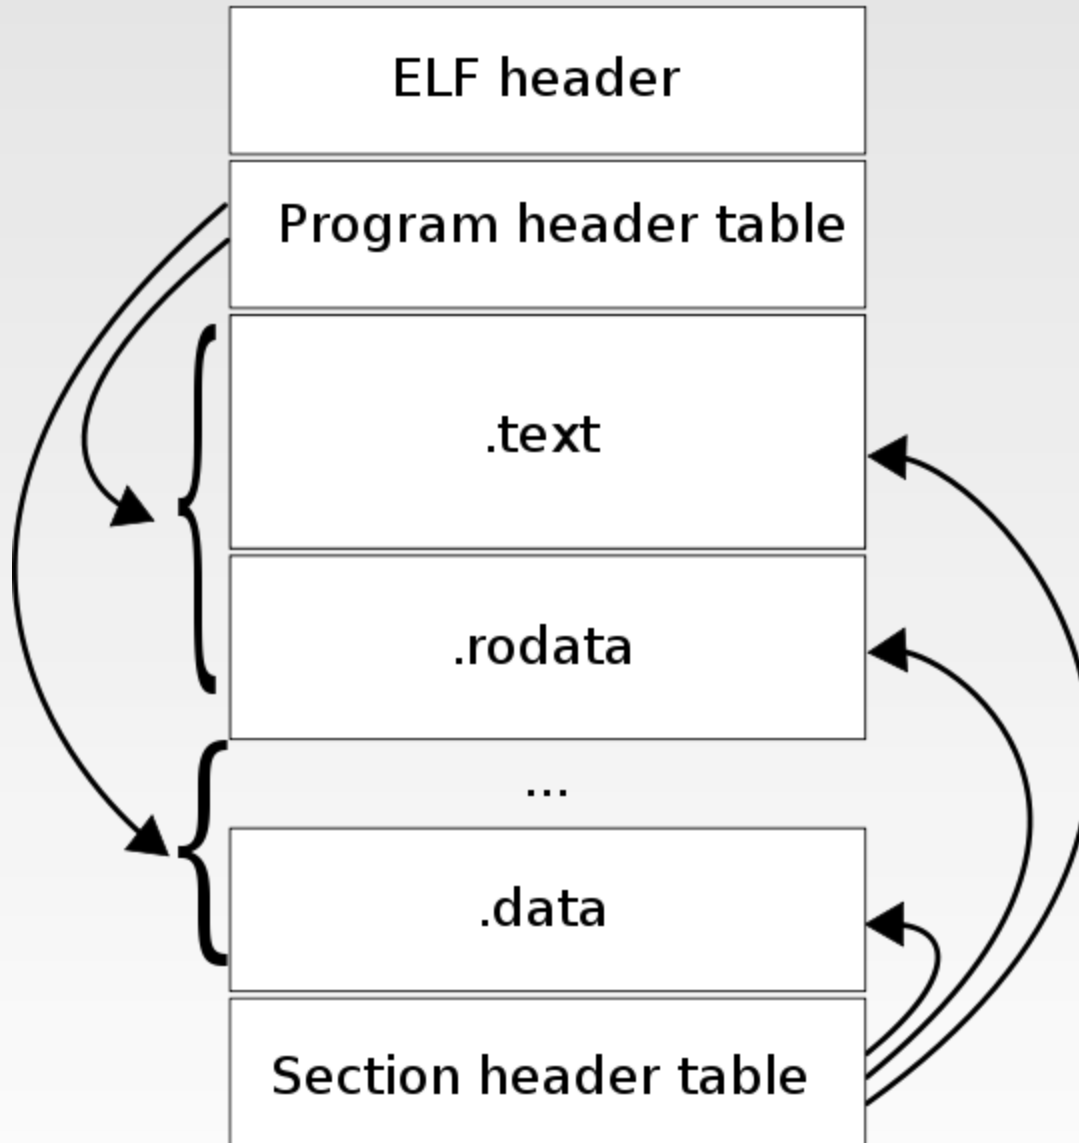 ELF header
Program header table
.text
.rodata
...
.data
Section header table